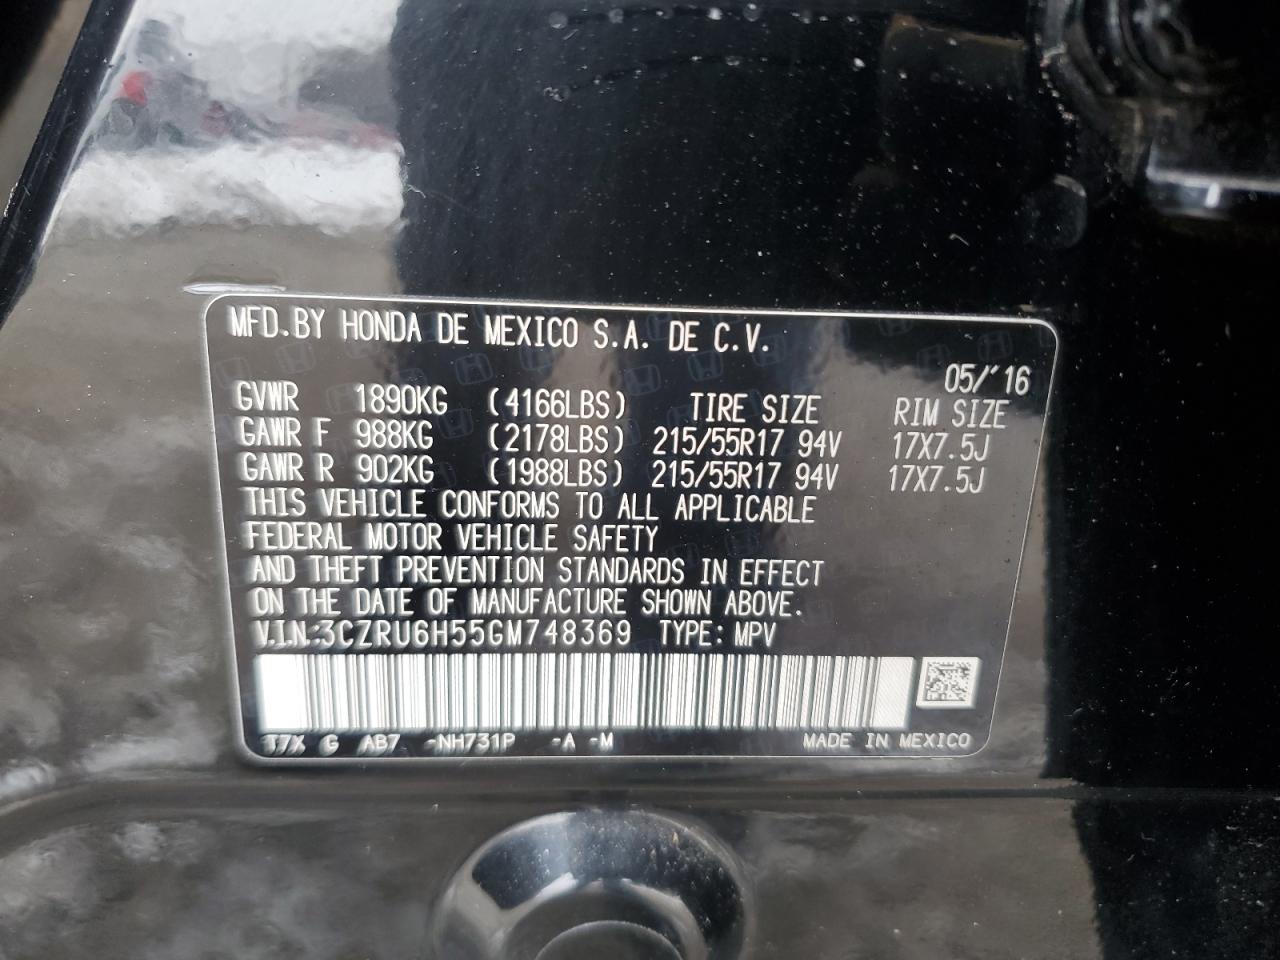 MFD.BY HONDA DE MEXICO S.A. DE C.V.
05/'16
GVWR 1890KG (4166LBS) TIRE SIZE RIM SIZE
GAWR F 988KG (2178LBS) 215/55R17 94V 17X7.5J
GAWR R 902KG (1988LBS) 215/55R17 94V 17X7.5J
THIS VEHICLE CONFORMS TO ALL APPLICABLE
FEDERAL MOTOR VEHICLE SAFETY
AND THEFT PREVENTION STANDARDS IN EFFECT
ON THE DATE OF MANUFACTURE SHOWN ABOVE.
V.I.N.:3CZRU6H55GM748369 TYPE: MPV
T7X G AB7 -NH731P -A -M MADE IN MEXICO